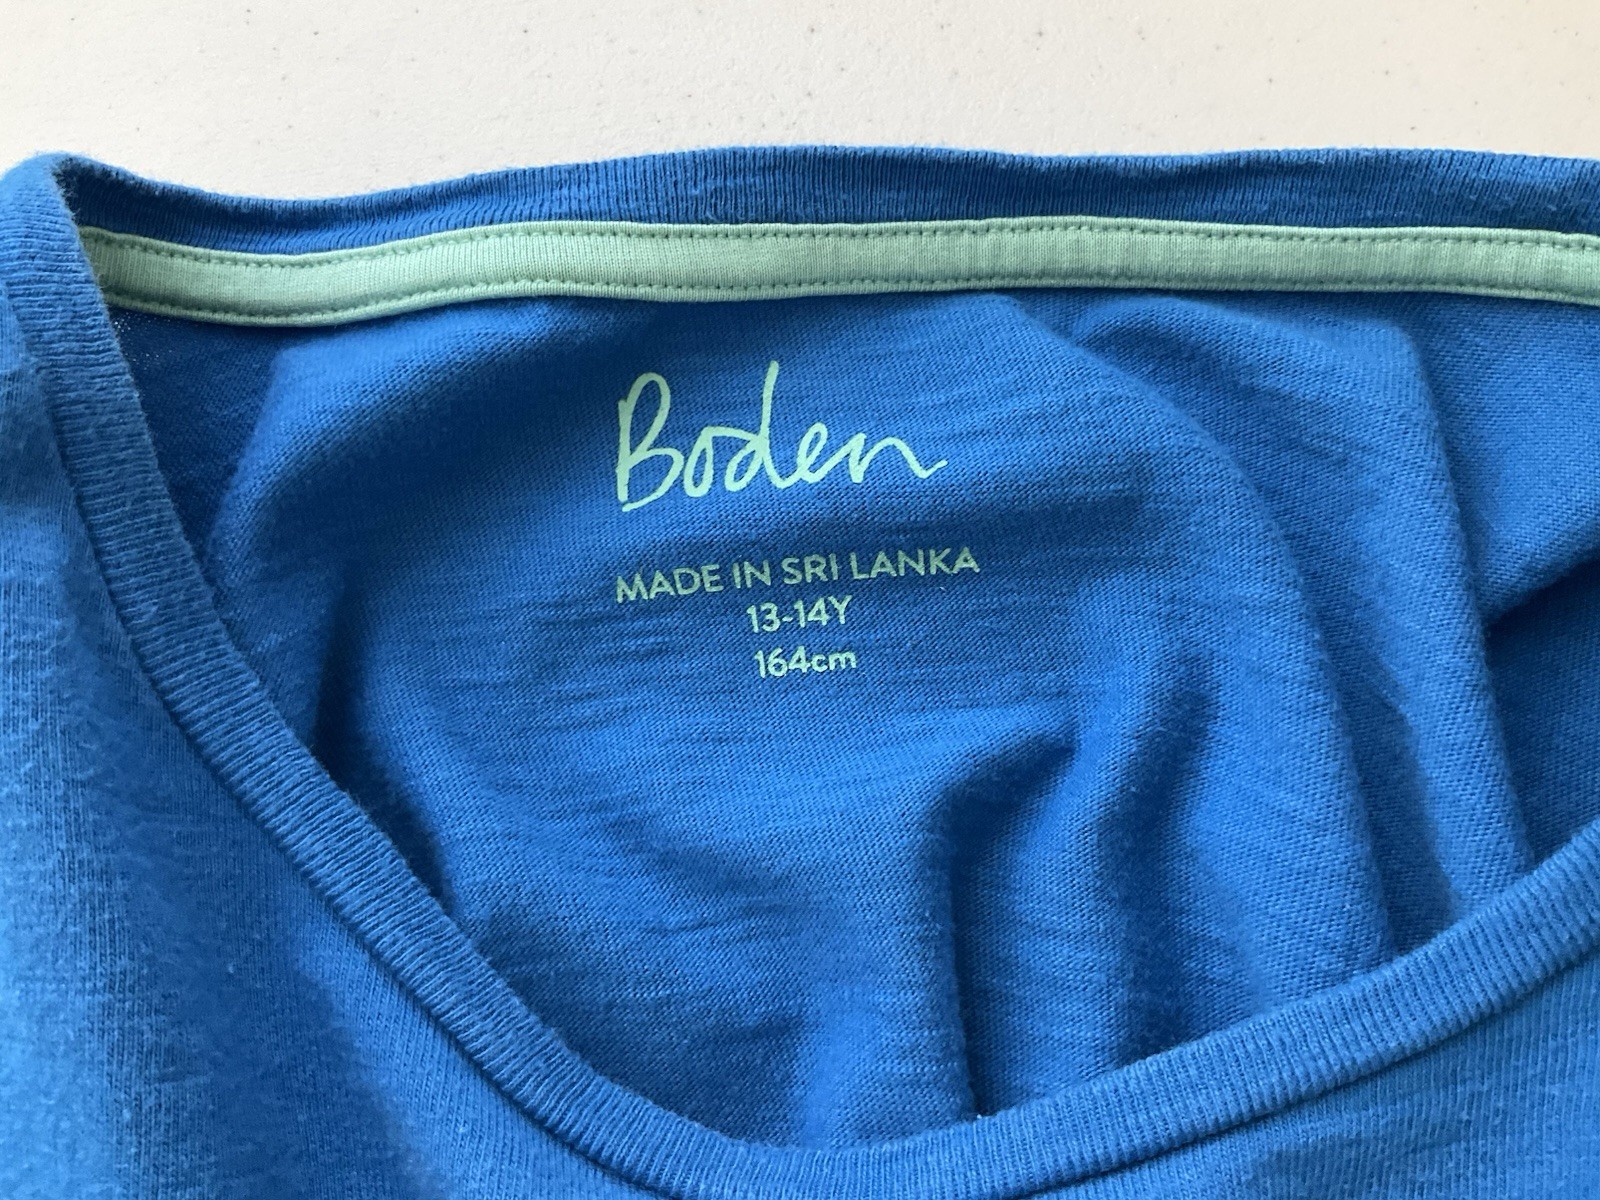 Boden
MADE IN SRI LANKA
13-14Y
164cm